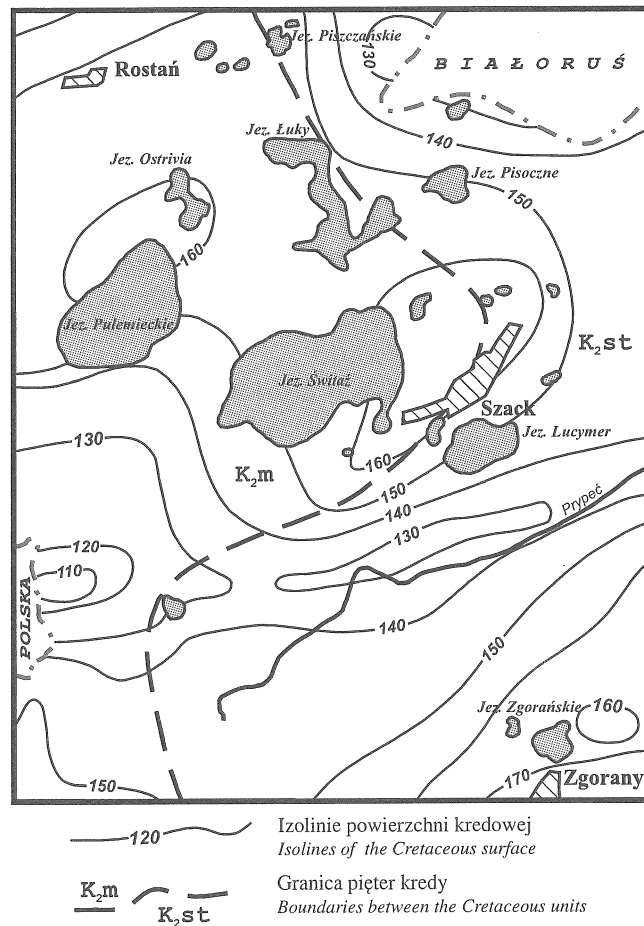 Jez. Piszczańskie
130
BIAŁORUŚ
Rostań
140
Jez. Łuky
Jez. Ostrivia
Jez. Pisoczne
150
160
Jez. Pulemieckie
K₂st
Jez. Świtaź
Szack
Jez. Lucymer
130
160
K₂m
150
Prypeć
140
130
120
110
POLSKA
140
150
Jez. Zgorańskie
160
170
Zgorany
150
120
Izolinie powierzchni kredowej
Isolines of the Cretaceous surface
K₂m
K₂st
Granica pięter kredy
Boundaries between the Cretaceous units